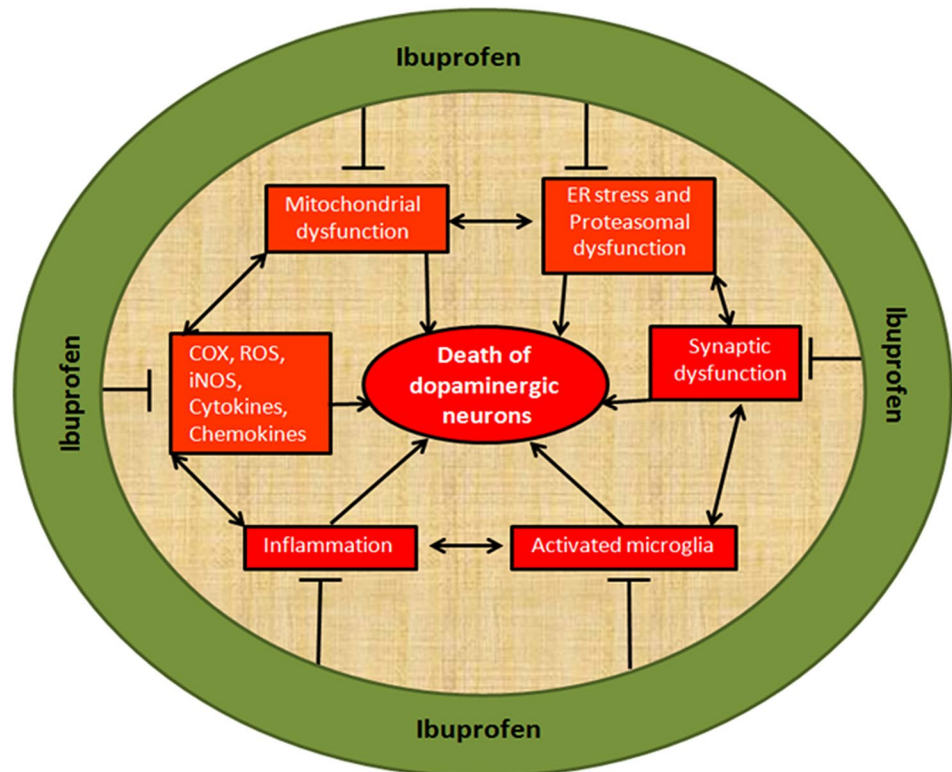 Ibuprofen
Mitochondrial
dysfunction
ER stress and
Proteasomal
dysfunction
Ibuprofen
COX, ROS,
iNOS,
Cytokines,
Chemokines
Death of
dopaminergic
neurons
Synaptic
dysfunction
Ibuprofen
Inflammation
Activated microglia
Ibuprofen